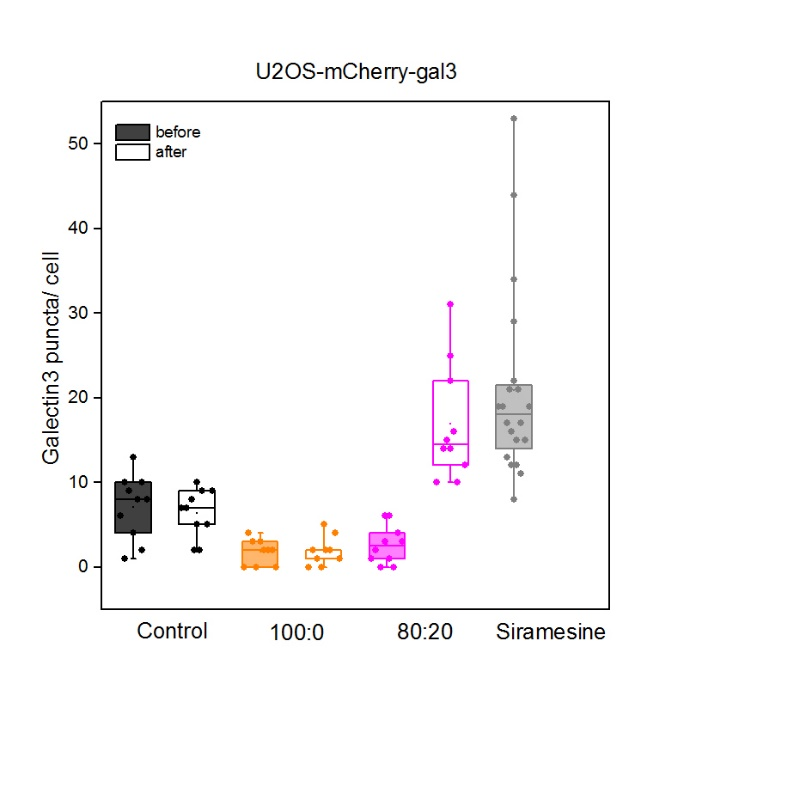 U2OS-mCherry-gal3
before
after
Galectin3 puncta/ cell
50
40
30
20
10
0
Control 100:0 80:20 Siramesine